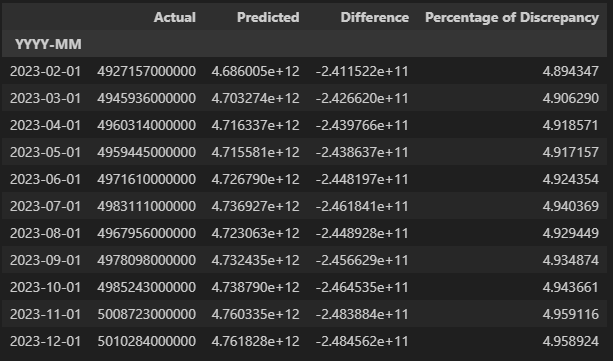 Actual Predicted Difference Percentage of Discrepancy
YYYY-MM
2023-02-01 4927157000000 4.686005e+12 -2.411522e+11 4.894347
2023-03-01 4945936000000 4.703274e+12 -2.426620e+11 4.906290
2023-04-01 4960314000000 4.716337e+12 -2.439766e+11 4.918571
2023-05-01 4959445000000 4.715581e+12 -2.438637e+11 4.917157
2023-06-01 4971610000000 4.726790e+12 -2.448197e+11 4.924354
2023-07-01 4983111000000 4.736927e+12 -2.461841e+11 4.940369
2023-08-01 4967956000000 4.723063e+12 -2.448928e+11 4.929449
2023-09-01 4978098000000 4.732435e+12 -2.456629e+11 4.934874
2023-10-01 4985243000000 4.738790e+12 -2.464535e+11 4.943661
2023-11-01 5008723000000 4.760335e+12 -2.483884e+11 4.959116
2023-12-01 5010284000000 4.761828e+12 -2.484562e+11 4.958924